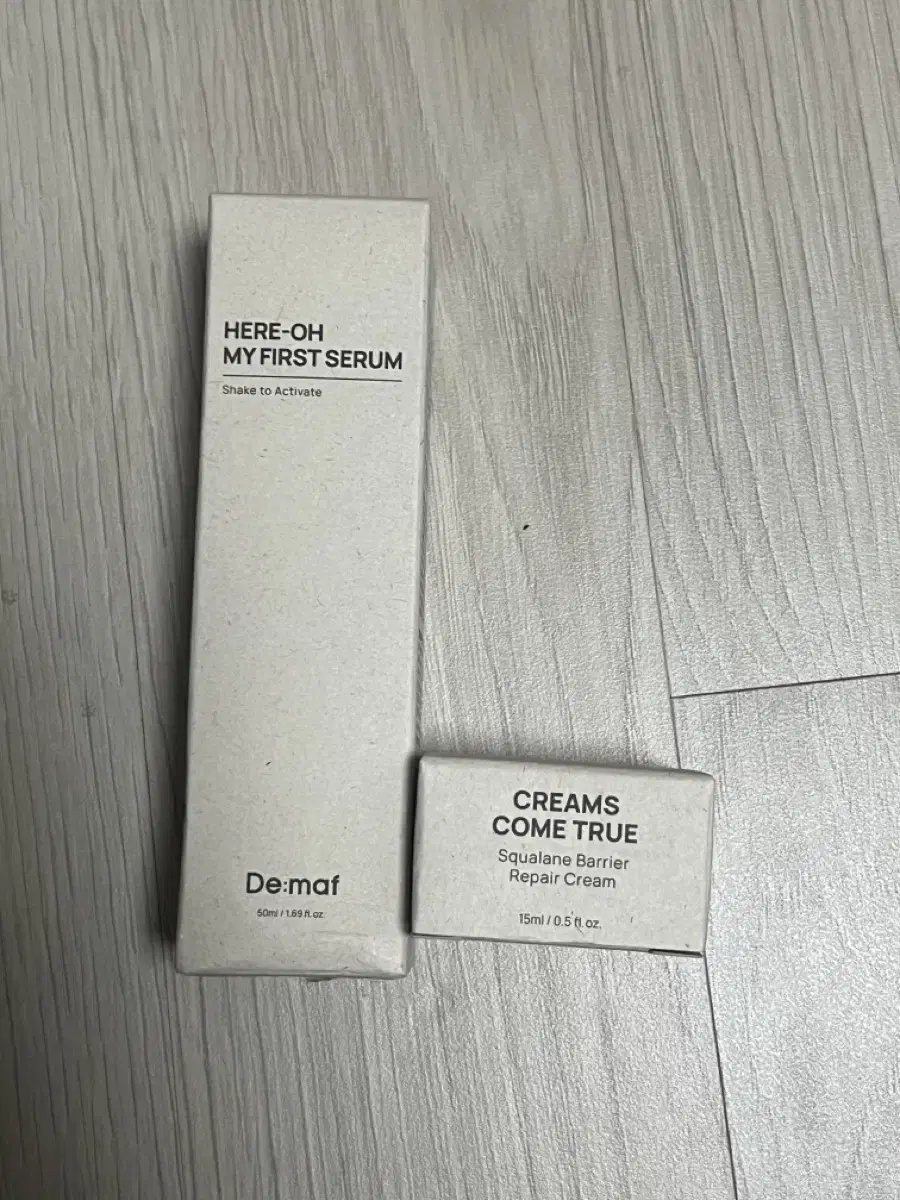 HERE-OH
MY FIRST SERUM
Shake to Activate
De:maf
50ml / 1.69 fl.oz.
CREAMS
COME TRUE
Squalane Barrier
Repair Cream
15ml / 0.5 fl.oz.